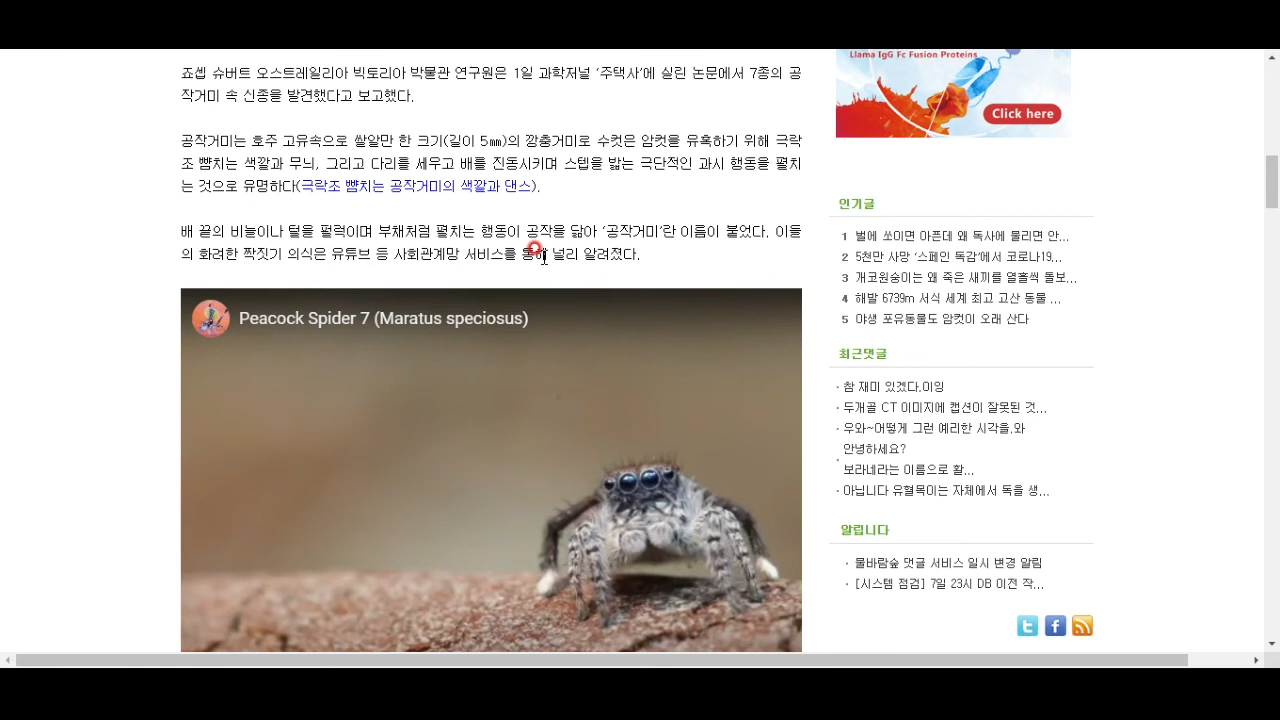 죠셉 슈버트 오스트레일리아 빅토리아 박물관 연구원은 1일 과학저널 ‘주택사’에 실린 논문에서 7종의 공
작거미 속 신종을 발견했다고 보고했다.
공작거미는 호주 고유속으로 쌀알만 한 크기(길이 5㎜)의 깡충거미로 수컷은 암컷을 유혹하기 위해 극락
조 뺨치는 색깔과 무늬, 그리고 다리를 세우고 배를 진동시키며 스텝을 밟는 극단적인 과시 행동을 펼치
는 것으로 유명하다(극락조 뺨치는 공작거미의 색깔과 댄스).
배 끝의 비늘이나 털을 펄럭이며 부채처럼 펼치는 행동이 공작을 닮아 ‘공작거미’란 이름이 붙었다. 이들
의 화려한 짝짓기 의식은 유튜브 등 사회관계망 서비스를 통해 널리 알려졌다.
Peacock Spider 7 (Maratus speciosus)
Llama IgG Fc Fusion Proteins
Click here
인기글
1 벌에 쏘이면 아픈데 왜 독사에 물리면 안...
2 5천만 사망 ‘스페인 독감’에서 코로나19...
3 개코원숭이는 왜 죽은 새끼를 열흘씩 돌보...
4 해발 6739m 서식 세계 최고 고산 동물 ...
5 야생 포유동물도 암컷이 오래 산다
최근댓글
· 참 재미 있겠다.이잉
· 두개골 CT 이미지에 캡션이 잘못된 것...
· 우와~어떻게 그런 예리한 시각을.와
안녕하세요?
· 보라네라는 이름으로 활...
· 아닙니다 유혈목이는 자체에서 독을 생...
알립니다
· 물바람숲 댓글 서비스 일시 변경 알림
· [시스템 점검] 7일 23시 DB 이전 작...